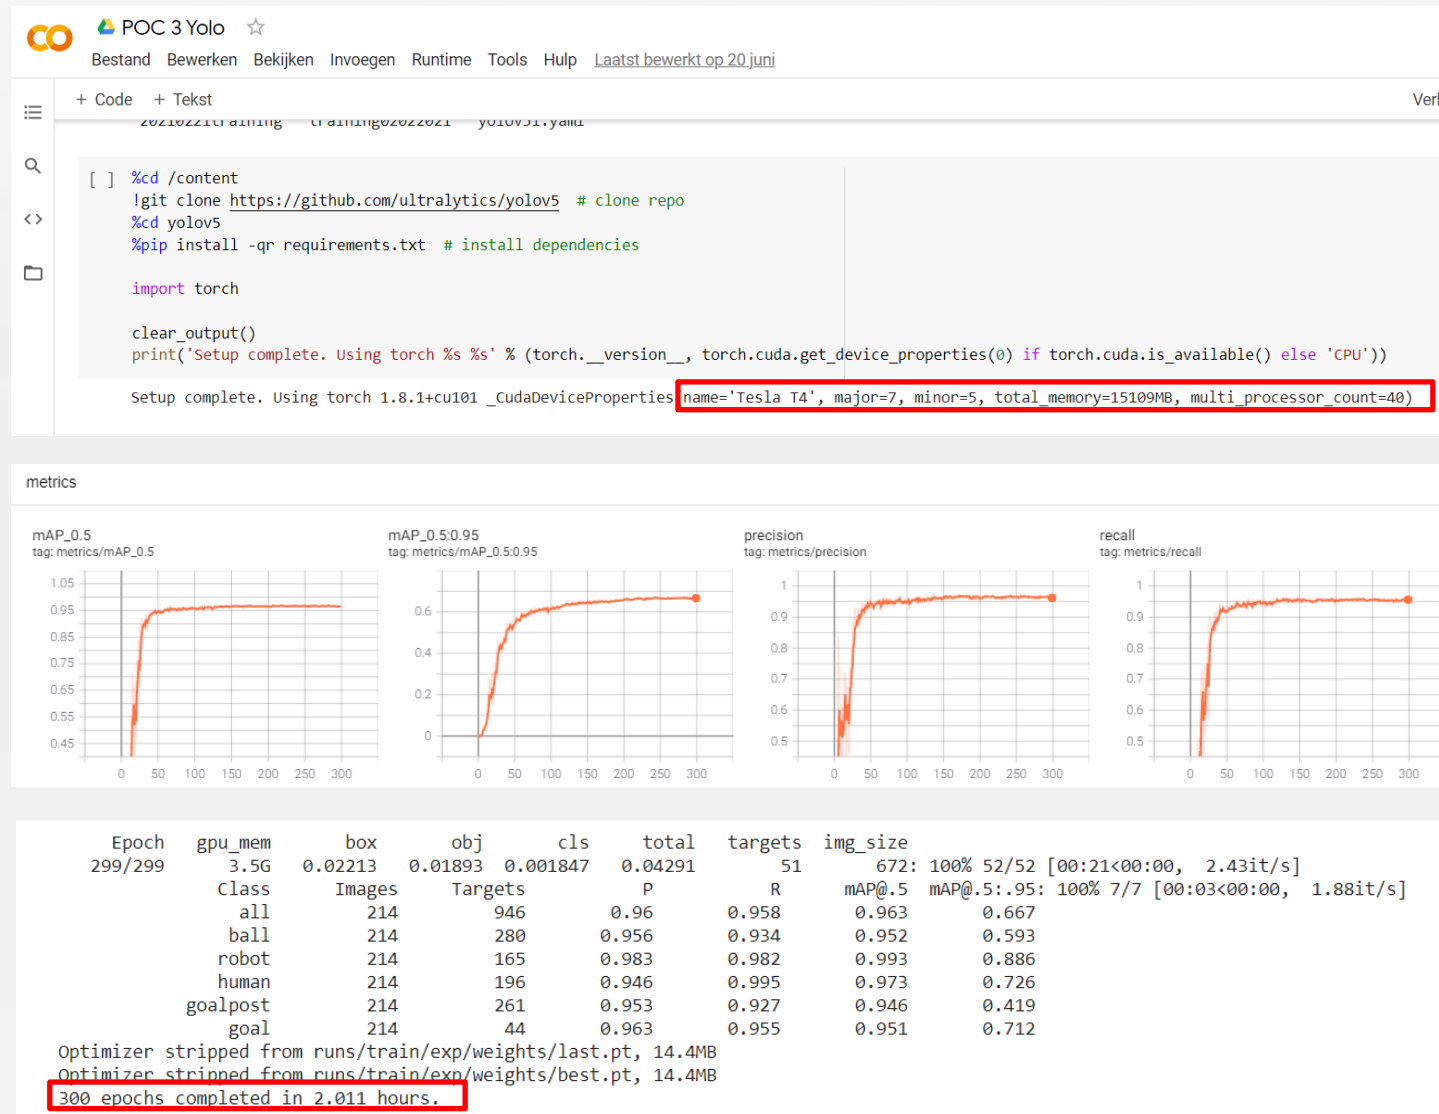 POC 3 Yolo
Bestand Bewerken Bekijken Invoegen Runtime Tools Hulp Laatst bewerkt op 20 juni
+ Code + Tekst
20210221training training02022021 yolov5l.yaml
[ ] %cd /content
!git clone https://github.com/ultralytics/yolov5 # clone repo
%cd yolov5
%pip install -qr requirements.txt # install dependencies
import torch
clear_output()
print('Setup complete. Using torch %s %s' % (torch.__version__, torch.cuda.get_device_properties(0) if torch.cuda.is_available() else 'CPU'))
Setup complete. Using torch 1.8.1+cu101 _CudaDeviceProperties name='Tesla T4', major=7, minor=5, total_memory=15109MB, multi_processor_count=40)
metrics
mAP_0.5
tag: metrics/mAP_0.5
1.05
0.95
0.85
0.75
0.65
0.55
0.45
0 50 100 150 200 250 300
mAP_0.5:0.95
tag: metrics/mAP_0.5:0.95
0.6
0.4
0.2
0
0 50 100 150 200 250 300
precision
tag: metrics/precision
1
0.9
0.8
0.7
0.6
0.5
0 50 100 150 200 250 300
recall
tag: metrics/recall
1
0.9
0.8
0.7
0.6
0.5
0 50 100 150 200 250 300
Epoch gpu_mem box obj cls total targets img_size
299/299 3.5G 0.02213 0.01893 0.001847 0.04291 51 672: 100% 52/52 [00:21<00:00, 2.43it/s]
Class Images Targets P R mAP@.5 mAP@.5:.95: 100% 7/7 [00:03<00:00, 1.88it/s]
all 214 946 0.96 0.958 0.963 0.667
ball 214 280 0.956 0.934 0.952 0.593
robot 214 165 0.983 0.982 0.993 0.886
human 214 196 0.946 0.995 0.973 0.726
goalpost 214 261 0.953 0.927 0.946 0.419
goal 214 44 0.963 0.955 0.951 0.712
Optimizer stripped from runs/train/exp/weights/last.pt, 14.4MB
Optimizer stripped from runs/train/exp/weights/best.pt, 14.4MB
300 epochs completed in 2.011 hours.